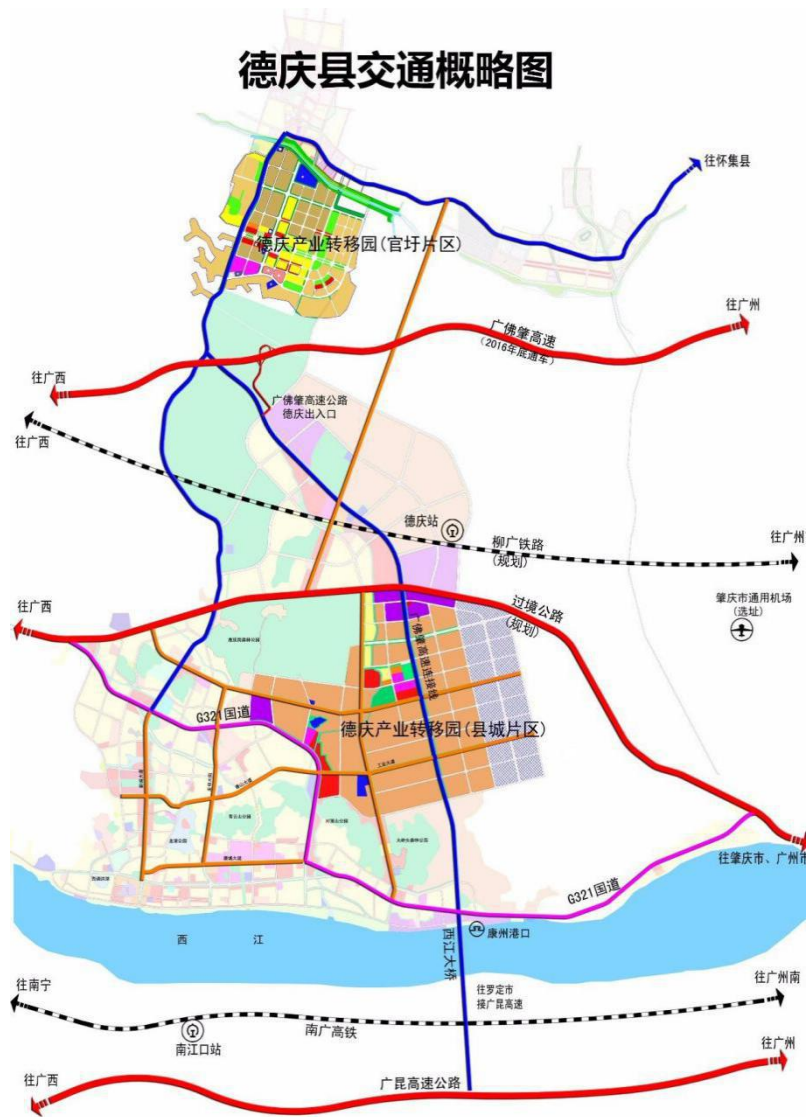 德庆县交通概略图
往怀集县
德庆产业转移园(官圩片区)
往广州
广佛肇高速
(2016年底通车)
往广西
广佛肇高速公路
德庆出入口
往广西
德庆站
柳广铁路
(规划)
往广州
肇庆市通用机场
(选址)
往广西
过境公路
(规划)
广佛肇高速连接线
G321国道
德庆产业转移园(县城片区)
工业大道
康城大道
往肇庆市、广州市
G321国道
西江
西江大桥
康州港口
往罗定市
接广昆高速
往南宁
往广州南
南江口站
南广高铁
往广州
广昆高速公路
往广西